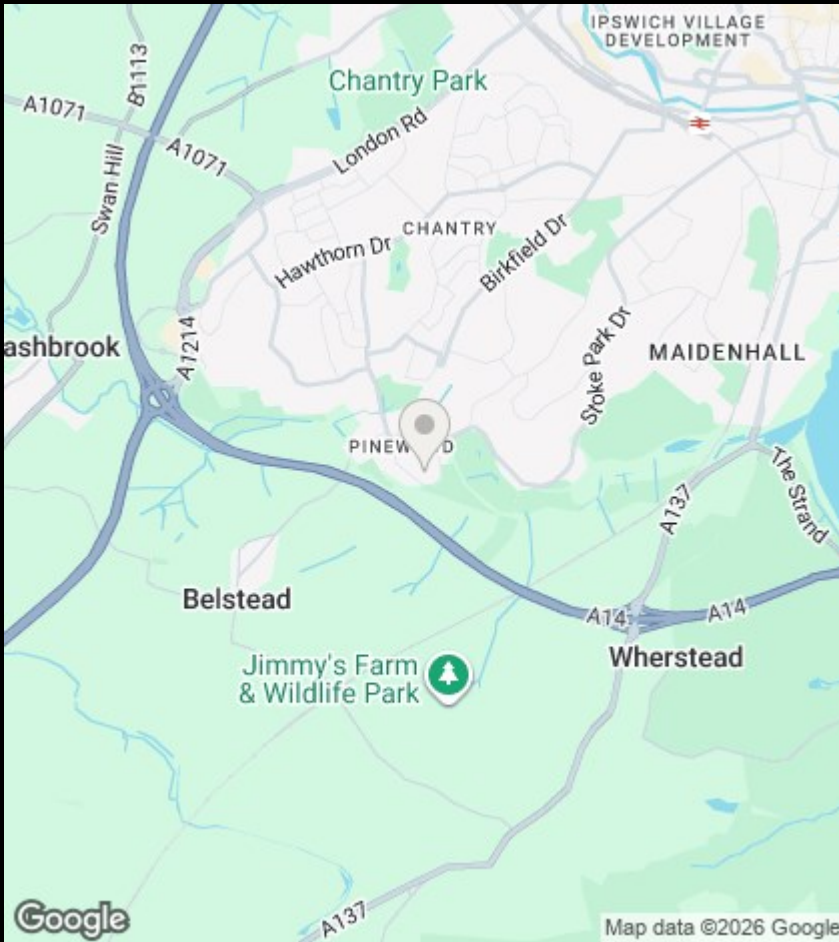 IPSWICH VILLAGE
DEVELOPMENT
B1113
Chantry Park
A1071
London Rd
A1071
Swan Hill
CHANTRY
Hawthorn Dr
Birkfield Dr
ashbrook
A1214
Stoke Park Dr
MAIDENHALL
PINEW D
The Strand
A137
Belstead
A14
A14
Wherstead
Jimmy's Farm
& Wildlife Park
A137
Google
Map data ©2026 Google